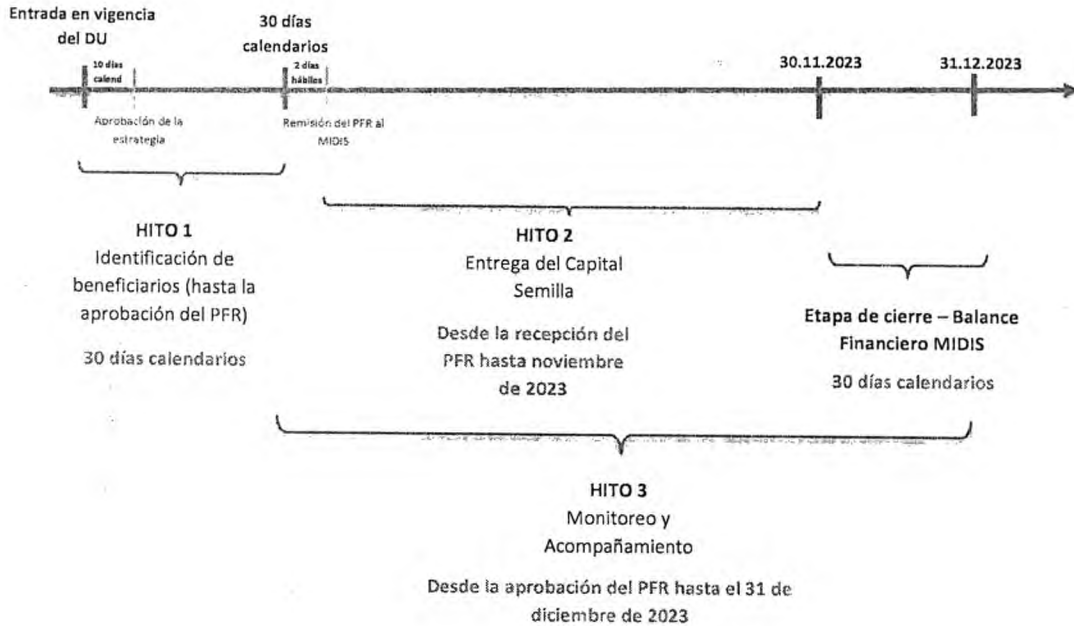 Entrada en vigencia
del DU
30 días
calendarios
10 días
calend
2 días
hábiles
30.11.2023
31.12.2023
Aprobación de la
estrategia
Remisión del PFR al
MIDIS
HITO 1
Identificación de
beneficiarios (hasta la
aprobación del PFR)
30 días calendarios
HITO 2
Entrega del Capital
Semilla
Desde la recepción del
PFR hasta noviembre
de 2023
Etapa de cierre – Balance
Financiero MIDIS
30 días calendarios
HITO 3
Monitoreo y
Acompañamiento
Desde la aprobación del PFR hasta el 31 de
diciembre de 2023